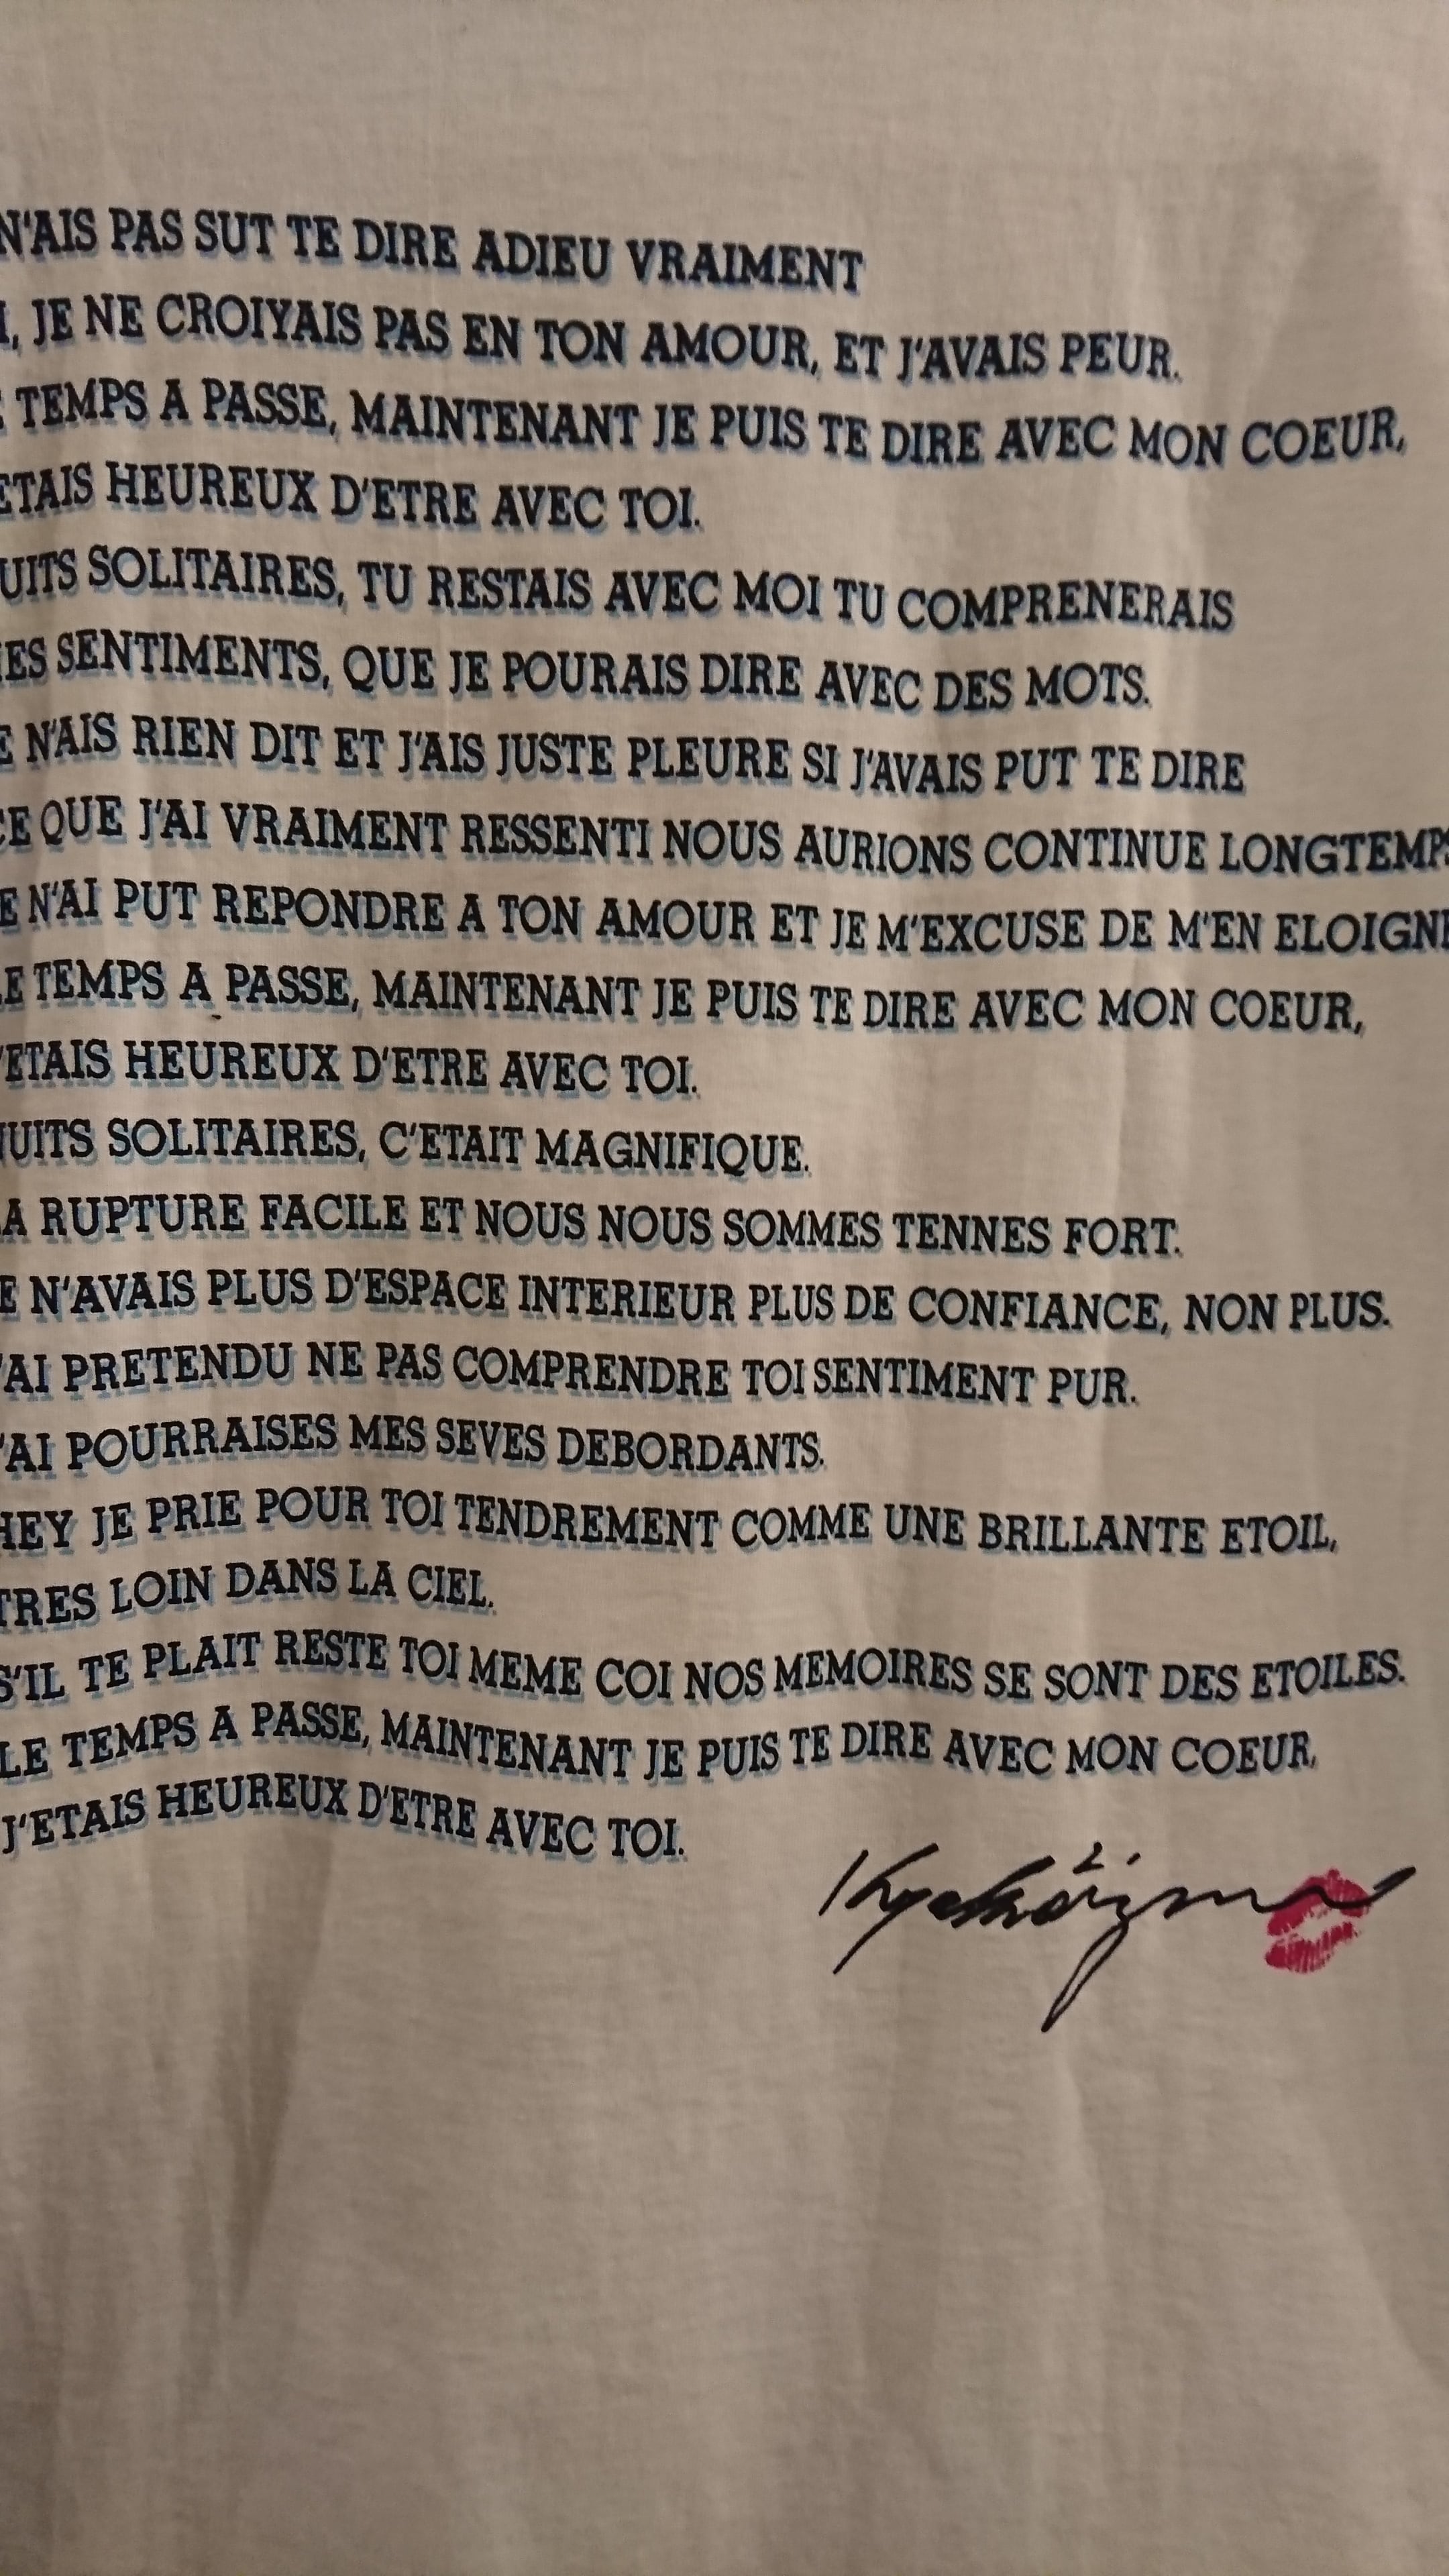 N'AIS PAS SUT TE DIRE ADIEU VRAIMENT
, JE NE CROIYAIS PAS EN TON AMOUR, ET J'AVAIS PEUR.
TEMPS A PASSE, MAINTENANT JE PUIS TE DIRE AVEC MON COEUR,
ETAIS HEUREUX D'ETRE AVEC TOI.
UITS SOLITAIRES, TU RESTAIS AVEC MOI TU COMPRENERAIS
ES SENTIMENTS, QUE JE POURAIS DIRE AVEC DES MOTS.
E N'AIS RIEN DIT ET J'AIS JUSTE PLEURE SI J'AVAIS PUT TE DIRE
CE QUE J'AI VRAIMENT RESSENTI NOUS AURIONS CONTINUE LONGTEMPS
E N'AI PUT REPONDRE A TON AMOUR ET JE M'EXCUSE DE M'EN ELOIGN
LE TEMPS A PASSE, MAINTENANT JE PUIS TE DIRE AVEC MON COEUR,
'ETAIS HEUREUX D'ETRE AVEC TOI.
NUITS SOLITAIRES, C'ETAIT MAGNIFIQUE.
A RUPTURE FACILE ET NOUS NOUS SOMMES TENNES FORT.
E N'AVAIS PLUS D'ESPACE INTERIEUR PLUS DE CONFIANCE, NON PLUS.
'AI PRETENDU NE PAS COMPRENDRE TOI SENTIMENT PUR.
'AI POURRAISES MES SEVES DEBORDANTS.
HEY JE PRIE POUR TOI TENDREMENT COMME UNE BRILLANTE ETOIL,
TRES LOIN DANS LA CIEL.
S'IL TE PLAIT RESTE TOI MEME COI NOS MEMOIRES SE SONT DES ETOILES.
LE TEMPS A PASSE, MAINTENANT JE PUIS TE DIRE AVEC MON COEUR,
J'ETAIS HEUREUX D'ETRE AVEC TOI.